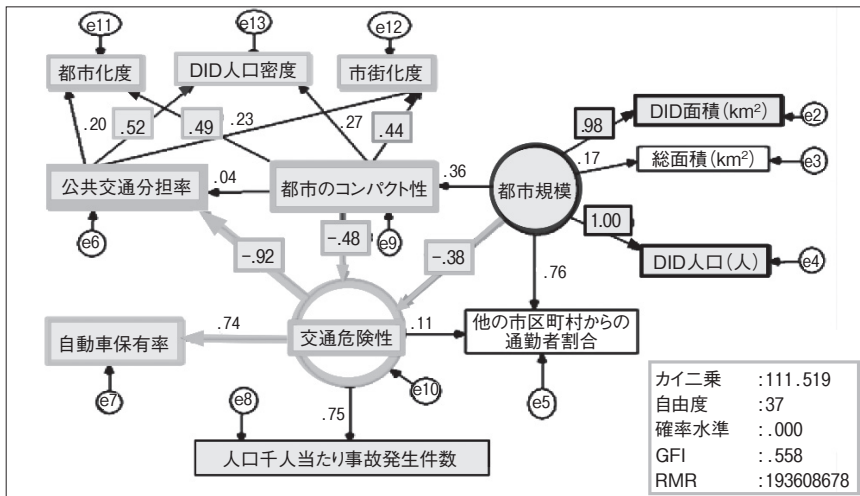 e11
e13
e12
都市化度
DID人口密度
市街化度
e2
DID面積(km²)
.98
.20
.52
.49
.23
.27
.44
.17
総面積(km²)
e3
公共交通分担率
.04
都市のコンパクト性
.36
都市規模
1.00
e6
e9
DID人口(人)
e4
-.92
-.48
-.38
.76
自動車保有率
.74
交通危険性
.11
他の市区町村からの
通勤者割合
e7
e8
e10
e5
.75
人口千人当たり事故発生件数
カイ二乗 :111.519
自由度 :37
確率水準 :.000
GFI :.558
RMR :193608678